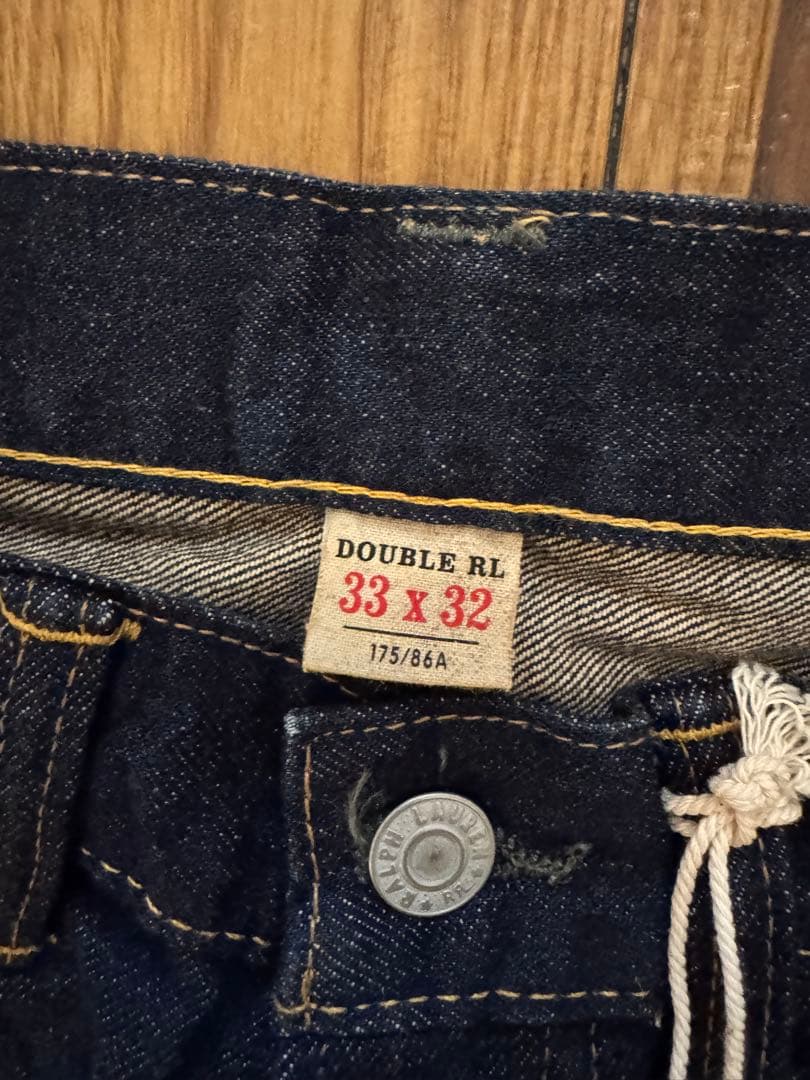 DOUBLE RL
33 x 32
175/86A
RALPH LAUREN
RRL